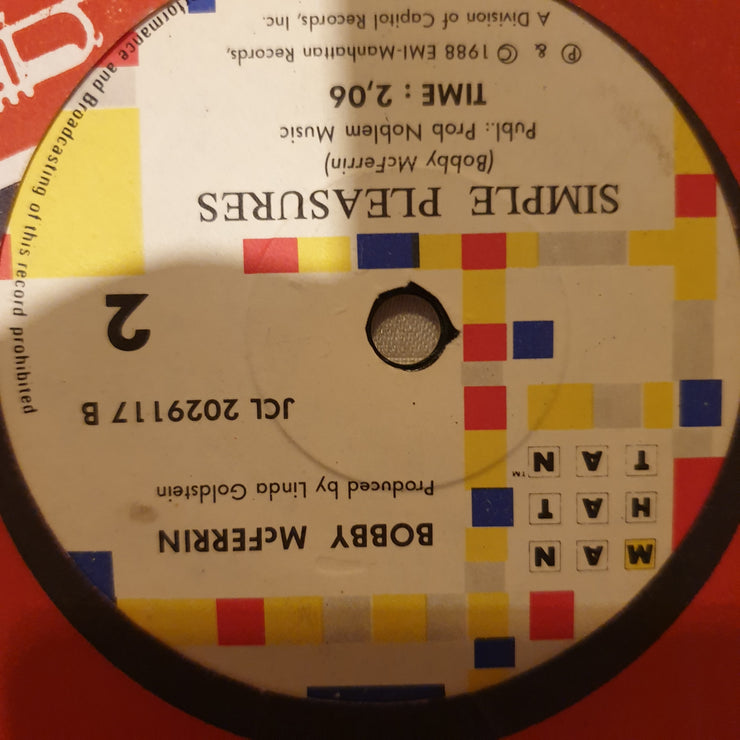 M A N
H A T
T A N ™
BOBBY McFERRIN
Produced by Linda Goldstein
JCL 2029117 B
2
SIMPLE PLEASURES
(Bobby McFerrin)
Publ.: Prob Noblem Music
TIME : 2,06
℗ & © 1988 EMI-Manhattan Records,
A Division of Capitol Records, Inc.
and Broadcasting of this record prohibited